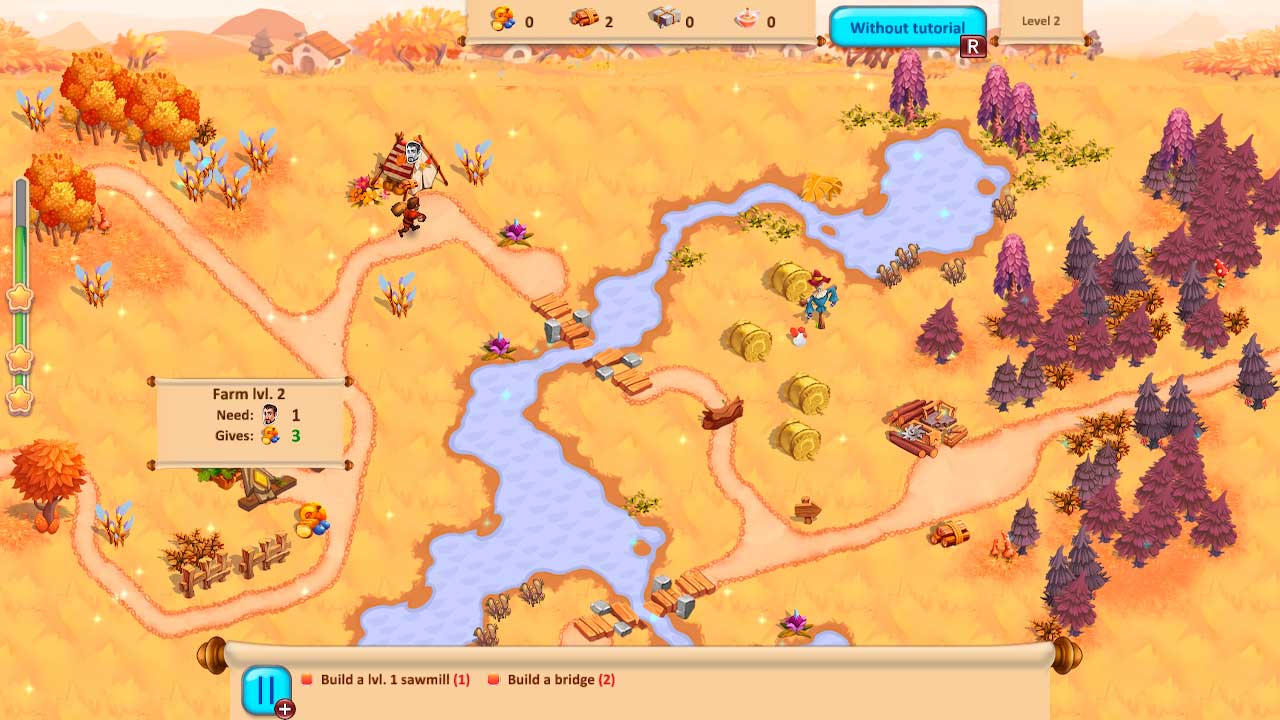 0
2
0
0
Without tutorial
R
Level 2
Farm lvl. 2
Need: 1
Gives: 3
Build a lvl. 1 sawmill (1)
Build a bridge (2)